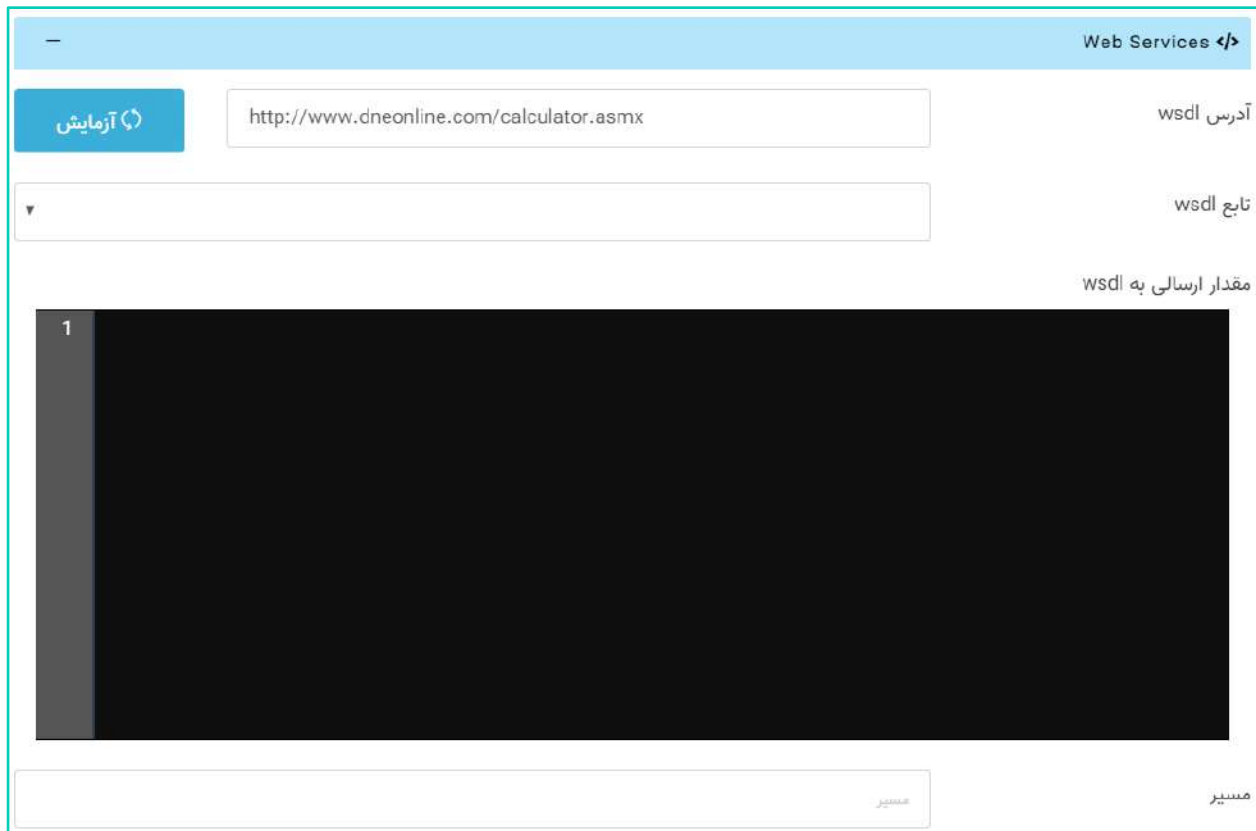 Web Services </>
–
آدرس wsdl
http://www.dneonline.com/calculator.asmx
آزمایش
تابع wsdl
مقدار ارسالی به wsdl
1
مسیر
مسیر